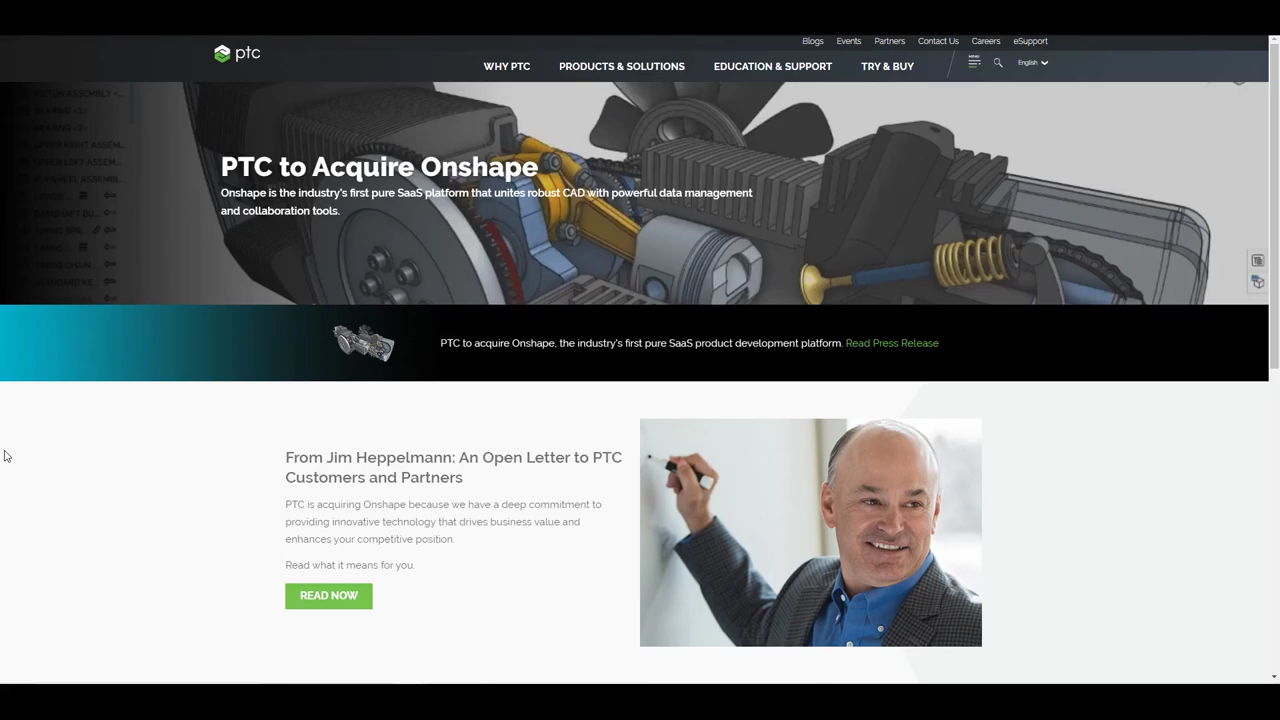 Blogs Events Partners Contact Us Careers eSupport
ptc
WHY PTC PRODUCTS & SOLUTIONS EDUCATION & SUPPORT TRY & BUY MENU English
PTC to Acquire Onshape
Onshape is the industry's first pure SaaS platform that unites robust CAD with powerful data management
and collaboration tools.
PTC to acquire Onshape, the industry's first pure SaaS product development platform. Read Press Release
From Jim Heppelmann: An Open Letter to PTC
Customers and Partners
PTC is acquiring Onshape because we have a deep commitment to
providing innovative technology that drives business value and
enhances your competitive position.
Read what it means for you.
READ NOW